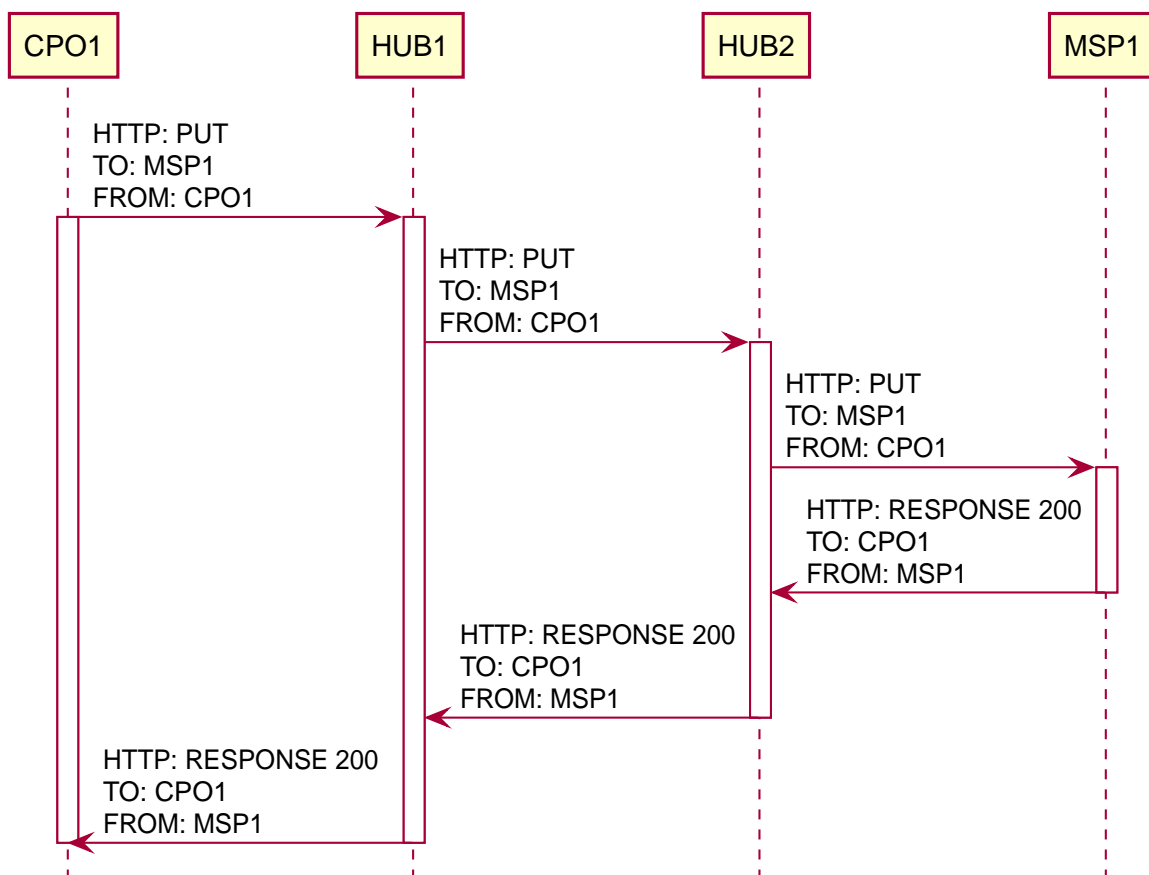 CPO1
HUB1
HUB2
MSP1
HTTP: PUT
TO: MSP1
FROM: CPO1
HTTP: PUT
TO: MSP1
FROM: CPO1
HTTP: PUT
TO: MSP1
FROM: CPO1
HTTP: RESPONSE 200
TO: CPO1
FROM: MSP1
HTTP: RESPONSE 200
TO: CPO1
FROM: MSP1
HTTP: RESPONSE 200
TO: CPO1
FROM: MSP1